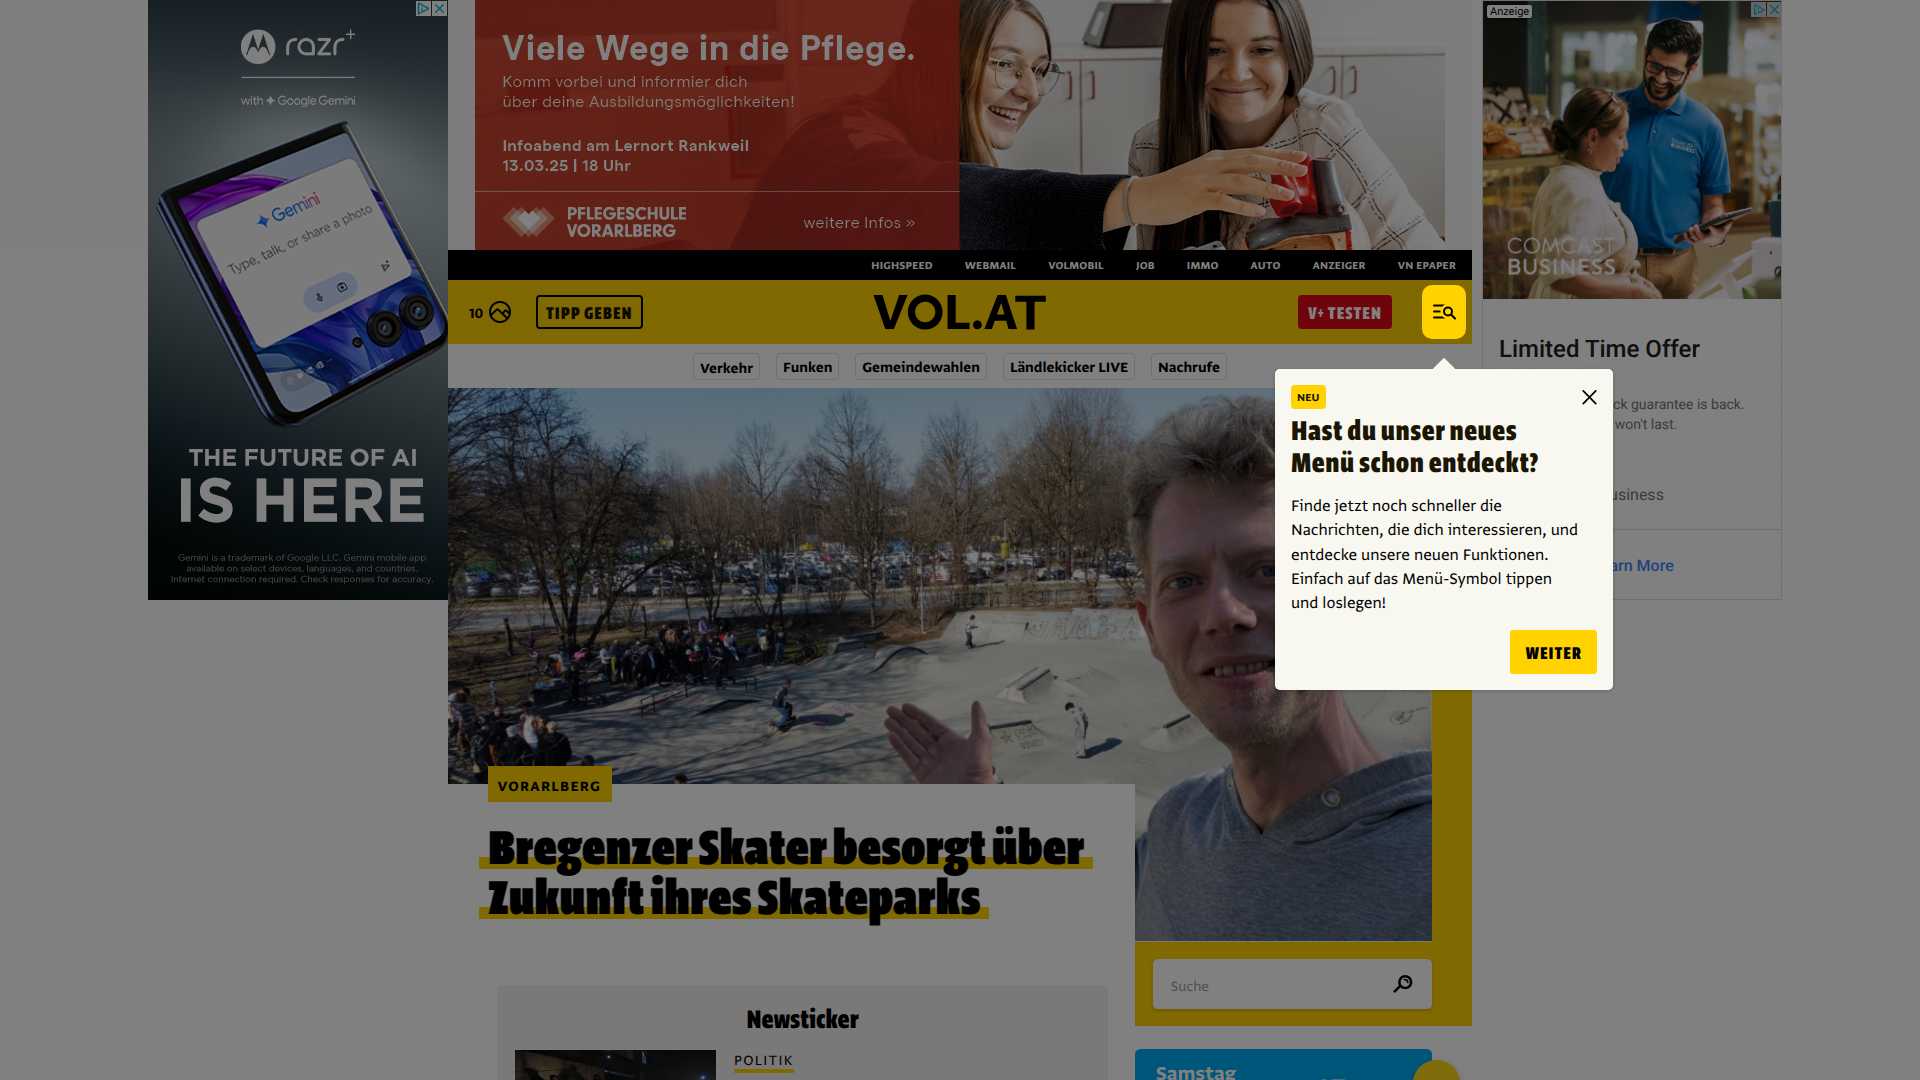 razr+
with Google Gemini
Gemini
Type, talk, or share a photo
THE FUTURE OF AI
IS HERE
Gemini is a trademark of Google LLC. Gemini mobile app
available on select devices, languages, and countries.
Internet connection required. Check responses for accuracy.
Viele Wege in die Pflege.
Komm vorbei und informier dich
über deine Ausbildungsmöglichkeiten!
Infoabend am Lernort Rankweil
13.03.25 | 18 Uhr
PFLEGESCHULE
VORARLBERG
weitere Infos »
Anzeige
COMCAST
BUSINESS
Limited Time Offer
ck guarantee is back.
won't last.
usiness
arn More
HIGHSPEED WEBMAIL VOLMOBIL JOB IMMO AUTO ANZEIGER VN EPAPER
10
TIPP GEBEN
VOL.AT
V+ TESTEN
Verkehr Funken Gemeindewahlen Ländlekicker LIVE Nachrufe
NEU
Hast du unser neues
Menü schon entdeckt?
Finde jetzt noch schneller die
Nachrichten, die dich interessieren, und
entdecke unsere neuen Funktionen.
Einfach auf das Menü-Symbol tippen
und loslegen!
WEITER
VORARLBERG
Bregenzer Skater besorgt über
Zukunft ihres Skateparks
Suche
Newsticker
POLITIK
Samstag